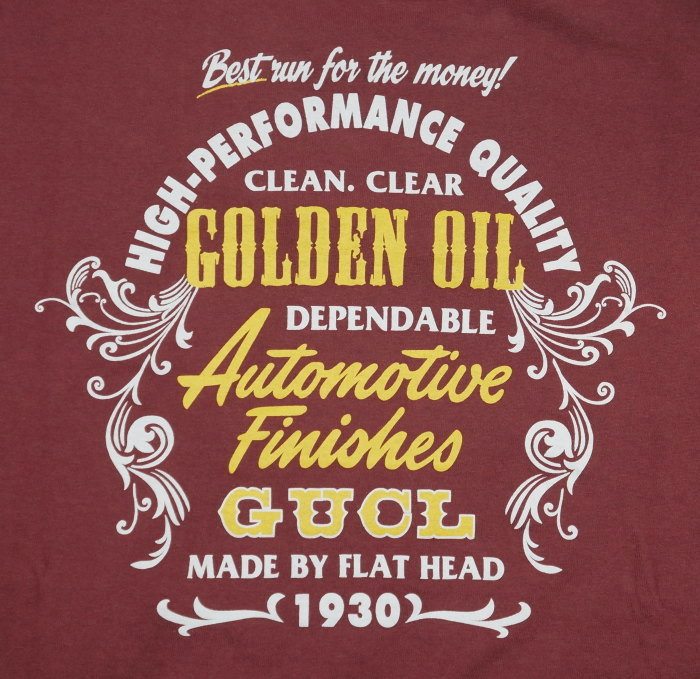 Best run for the money!
HIGH-PERFORMANCE QUALITY
CLEAN. CLEAR
GOLDEN OIL
DEPENDABLE
Automotive
Finishes
GUCL
MADE BY FLAT HEAD
1930